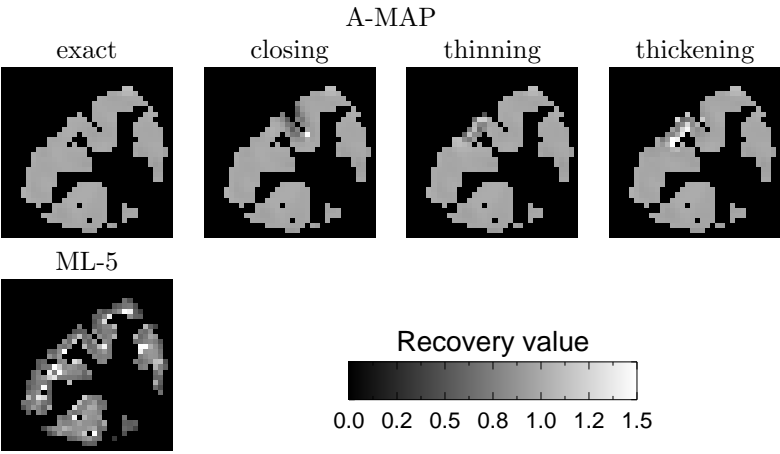 A-MAP
exact closing thinning thickening
ML-5
Recovery value
0.0 0.2 0.5 0.8 1.0 1.2 1.5